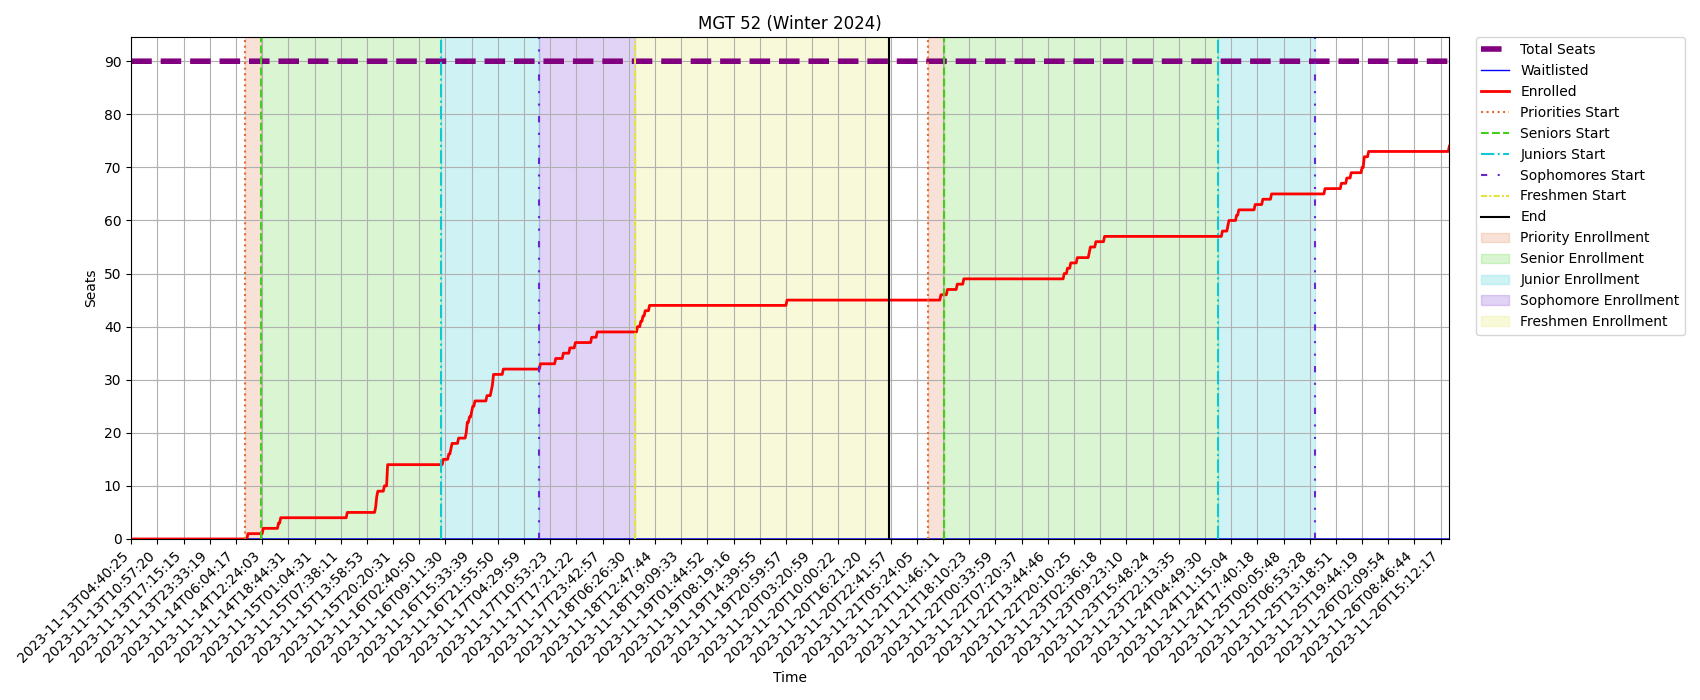 MGT 52 (Winter 2024)
Seats
90
80
70
60
50
40
30
20
10
0
2023-11-13T04:40:25
2023-11-13T10:57:20
2023-11-13T17:15:15
2023-11-13T23:33:19
2023-11-14T06:04:17
2023-11-14T12:24:03
2023-11-14T18:44:31
2023-11-15T01:04:31
2023-11-15T07:38:11
2023-11-15T13:58:53
2023-11-15T20:20:31
2023-11-16T02:40:50
2023-11-16T09:11:30
2023-11-16T15:33:39
2023-11-16T21:55:50
2023-11-17T04:29:59
2023-11-17T10:53:23
2023-11-17T17:21:22
2023-11-17T23:42:57
2023-11-18T06:26:30
2023-11-18T12:47:44
2023-11-18T19:09:33
2023-11-19T01:44:52
2023-11-19T08:19:16
2023-11-19T14:39:55
2023-11-19T20:59:57
2023-11-20T03:20:59
2023-11-20T10:00:22
2023-11-20T16:21:20
2023-11-20T22:41:57
2023-11-21T05:24:05
2023-11-21T11:46:11
2023-11-21T18:10:23
2023-11-22T00:33:59
2023-11-22T07:20:37
2023-11-22T13:44:46
2023-11-22T20:10:25
2023-11-23T02:36:18
2023-11-23T09:23:10
2023-11-23T15:48:24
2023-11-23T22:13:35
2023-11-24T04:49:30
2023-11-24T11:15:04
2023-11-24T17:40:18
2023-11-25T00:05:48
2023-11-25T06:53:28
2023-11-25T13:18:51
2023-11-25T19:44:19
2023-11-26T02:09:54
2023-11-26T08:46:44
2023-11-26T15:12:17
Time
Total Seats
Waitlisted
Enrolled
Priorities Start
Seniors Start
Juniors Start
Sophomores Start
Freshmen Start
End
Priority Enrollment
Senior Enrollment
Junior Enrollment
Sophomore Enrollment
Freshmen Enrollment